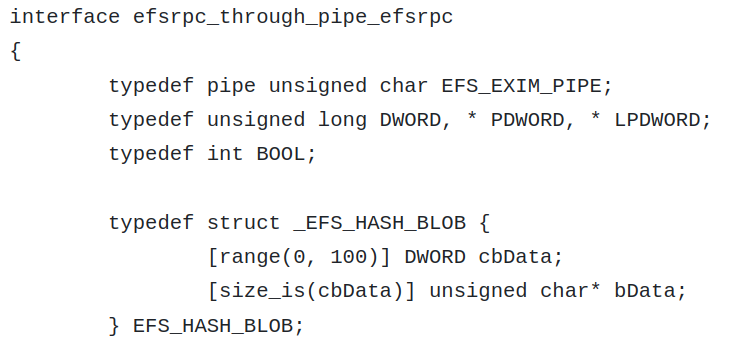 interface efsrpc_through_pipe_efsrpc
{
        typedef pipe unsigned char EFS_EXIM_PIPE;
        typedef unsigned long DWORD, * PDWORD, * LPDWORD;
        typedef int BOOL;

        typedef struct _EFS_HASH_BLOB {
                [range(0, 100)] DWORD cbData;
                [size_is(cbData)] unsigned char* bData;
        } EFS_HASH_BLOB;